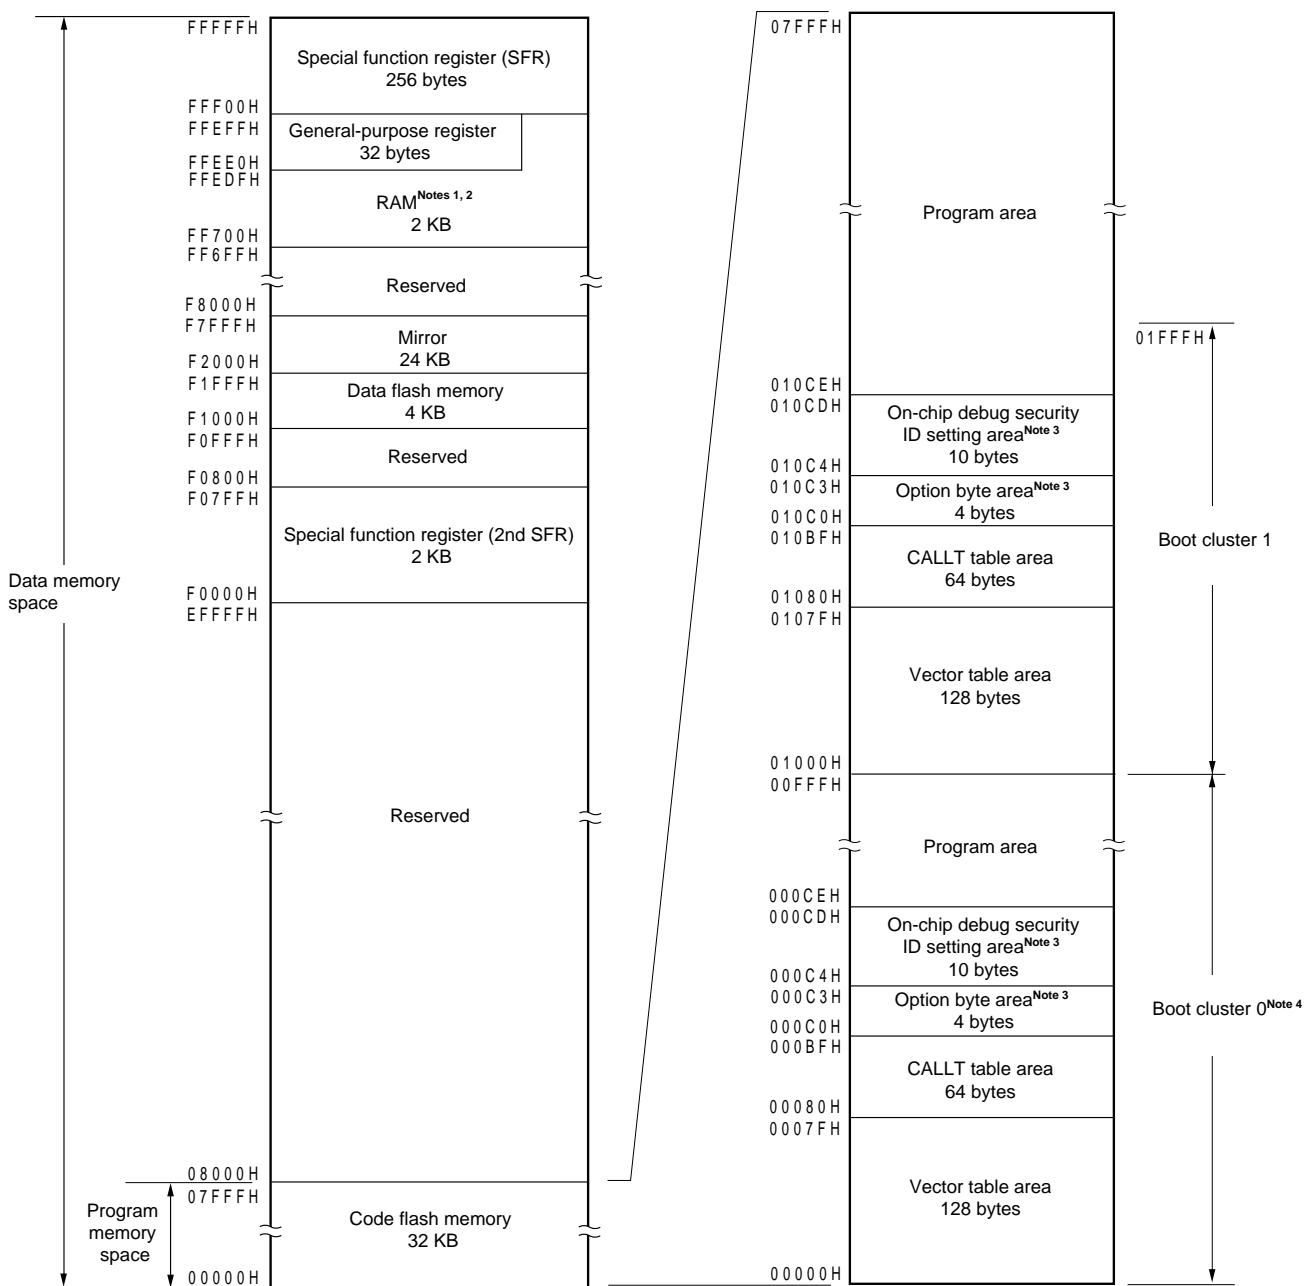 FFFFFH
Special function register (SFR)
256 bytes
FFF00H
FFEFFH
General-purpose register
32 bytes
FFEE0H
FFEDFH
RAMNotes 1, 2
2 KB
FF700H
FF6FFH
Reserved
F8000H
F7FFFH
Mirror
24 KB
F2000H
F1FFFH
Data flash memory
4 KB
F1000H
F0FFFH
Reserved
F0800H
F07FFH
Special function register (2nd SFR)
2 KB
F0000H
EFFFFH
Data memory
space
Reserved
08000H
07FFFH
Program
memory
space
Code flash memory
32 KB
00000H
07FFFH
Program area
01FFFH
010CEH
010CDH
On-chip debug security
ID setting areaNote 3
10 bytes
010C4H
010C3H
Option byte areaNote 3
4 bytes
010C0H
010BFH
CALLT table area
64 bytes
Boot cluster 1
01080H
0107FH
Vector table area
128 bytes
01000H
00FFFH
Program area
000CEH
000CDH
On-chip debug security
ID setting areaNote 3
10 bytes
000C4H
000C3H
Option byte areaNote 3
4 bytes
Boot cluster 0Note 4
000C0H
000BFH
CALLT table area
64 bytes
00080H
0007FH
Vector table area
128 bytes
00000H